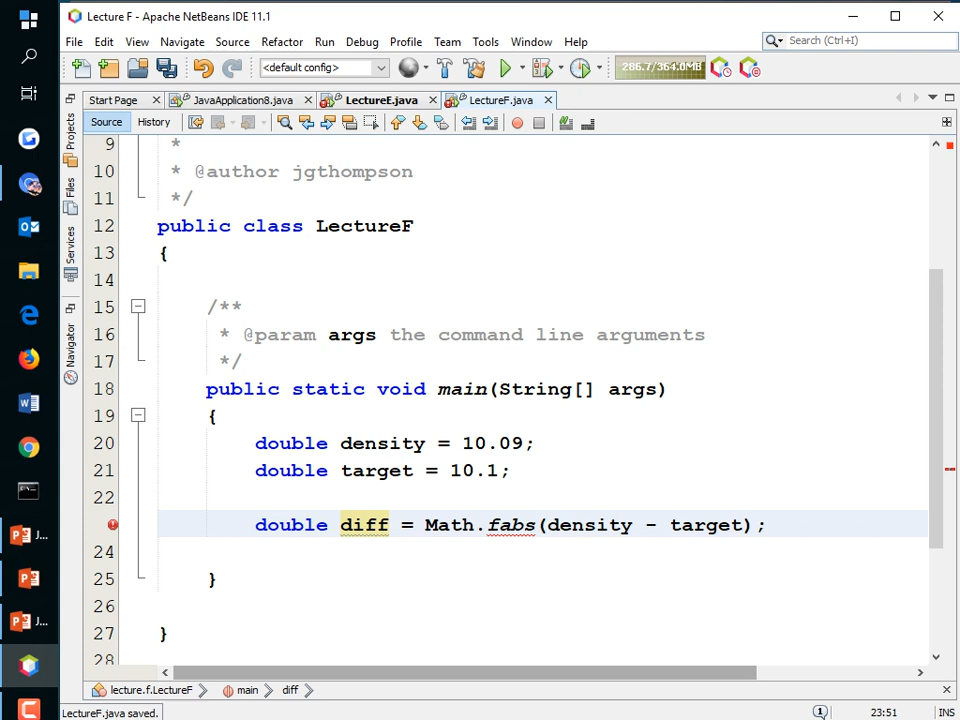 Lecture F - Apache NetBeans IDE 11.1
File Edit View Navigate Source Refactor Run Debug Profile Team Tools Window Help
Search (Ctrl+I)
<default config>
286.7/364.0MB
Start Page JavaApplication8.java LectureE.java LectureF.java
Source History
Projects
Files
Services
Navigator
9 *
10 * @author jgthompson
11 */
12 public class LectureF
13 {
14
15 /**
16 * @param args the command line arguments
17 */
18 public static void main(String[] args)
19 {
20 double density = 10.09;
21 double target = 10.1;
22
double diff = Math.fabs(density - target);
24
25 }
26
27 }
28
J...
J...
lecture.f.LectureF main diff
LectureF.java saved.
1
23:51 INS